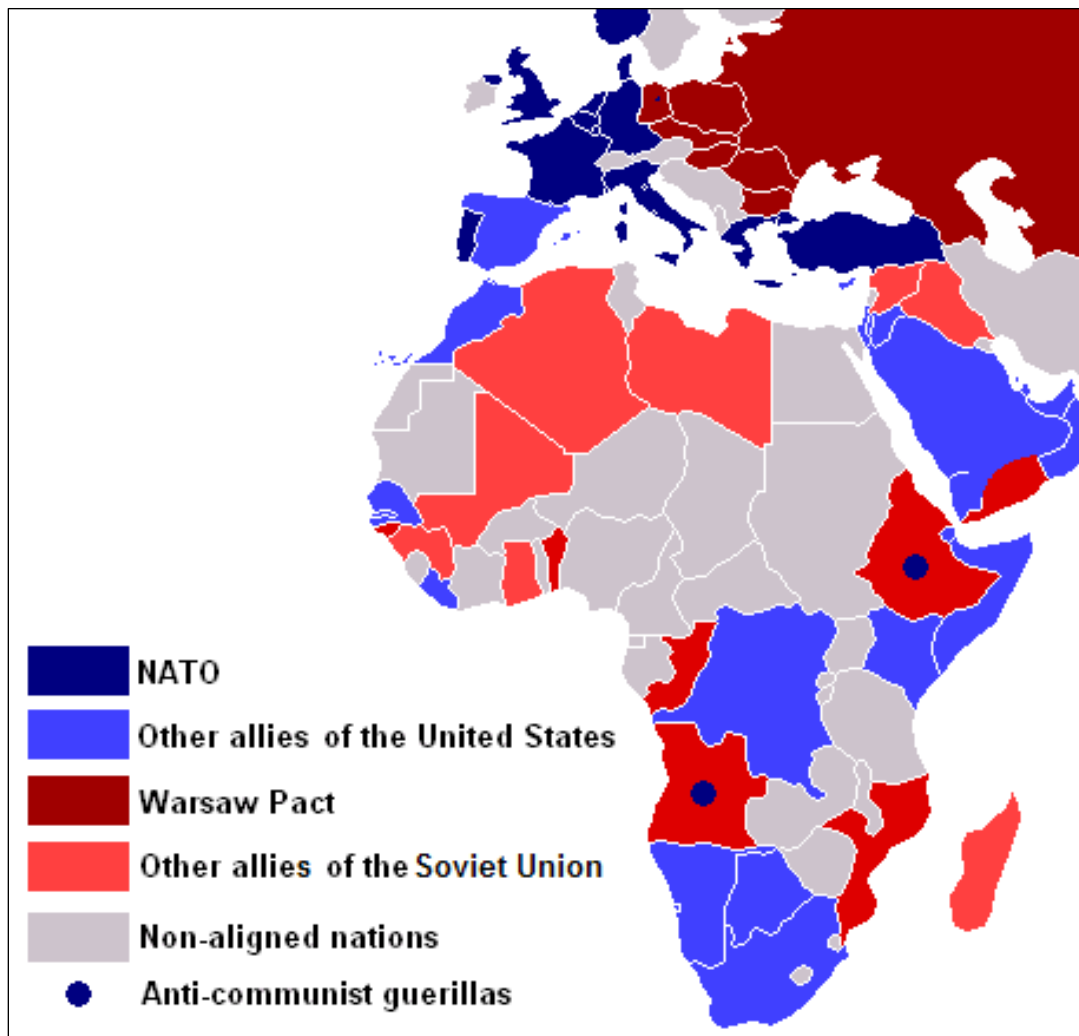 NATO
Other allies of the United States
Warsaw Pact
Other allies of the Soviet Union
Non-aligned nations
Anti-communist guerillas